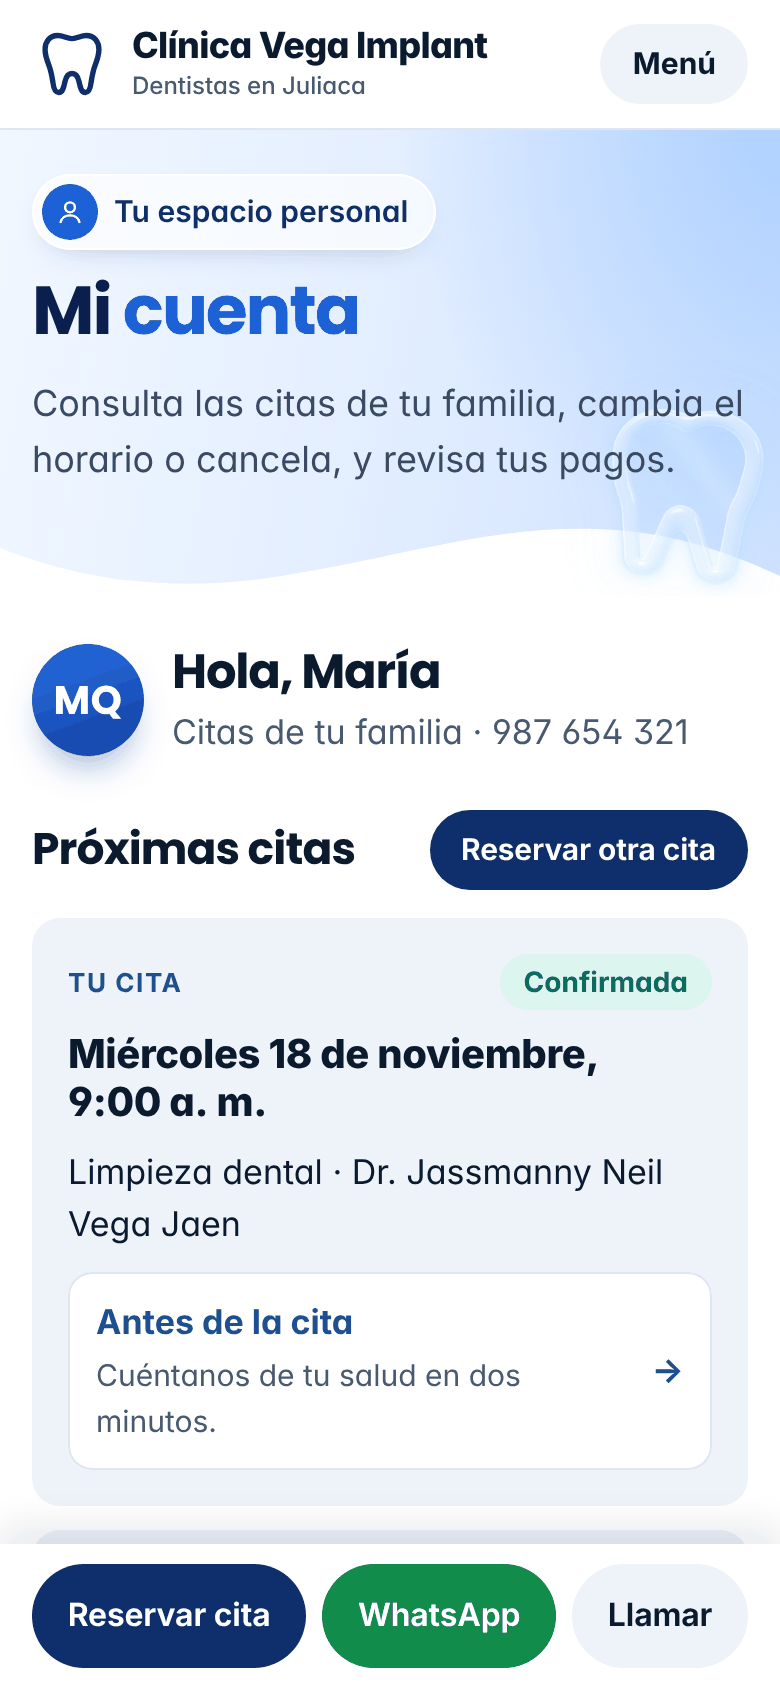 Clínica Vega Implant
Dentistas en Juliaca
Menú
Tu espacio personal
Mi cuenta
Consulta las citas de tu familia, cambia el
horario o cancela, y revisa tus pagos.
MQ
Hola, María
Citas de tu familia · 987 654 321
Próximas citas
Reservar otra cita
TU CITA
Confirmada
Miércoles 18 de noviembre,
9:00 a. m.
Limpieza dental · Dr. Jassmanny Neil
Vega Jaen
Antes de la cita
Cuéntanos de tu salud en dos
minutos.
→
Reservar cita
WhatsApp
Llamar